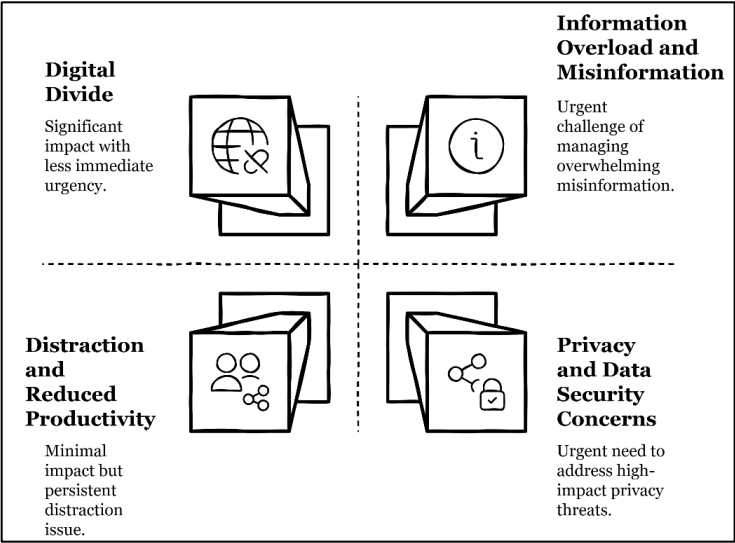 Digital
Divide
Significant
impact with
less immediate
urgency.
Information
Overload and
Misinformation
Urgent
challenge of
managing
overwhelming
misinformation.
Distraction
and
Reduced
Productivity
Minimal
impact but
persistent
distraction
issue.
Privacy
and Data
Security
Concerns
Urgent need to
address high-
impact privacy
threats.